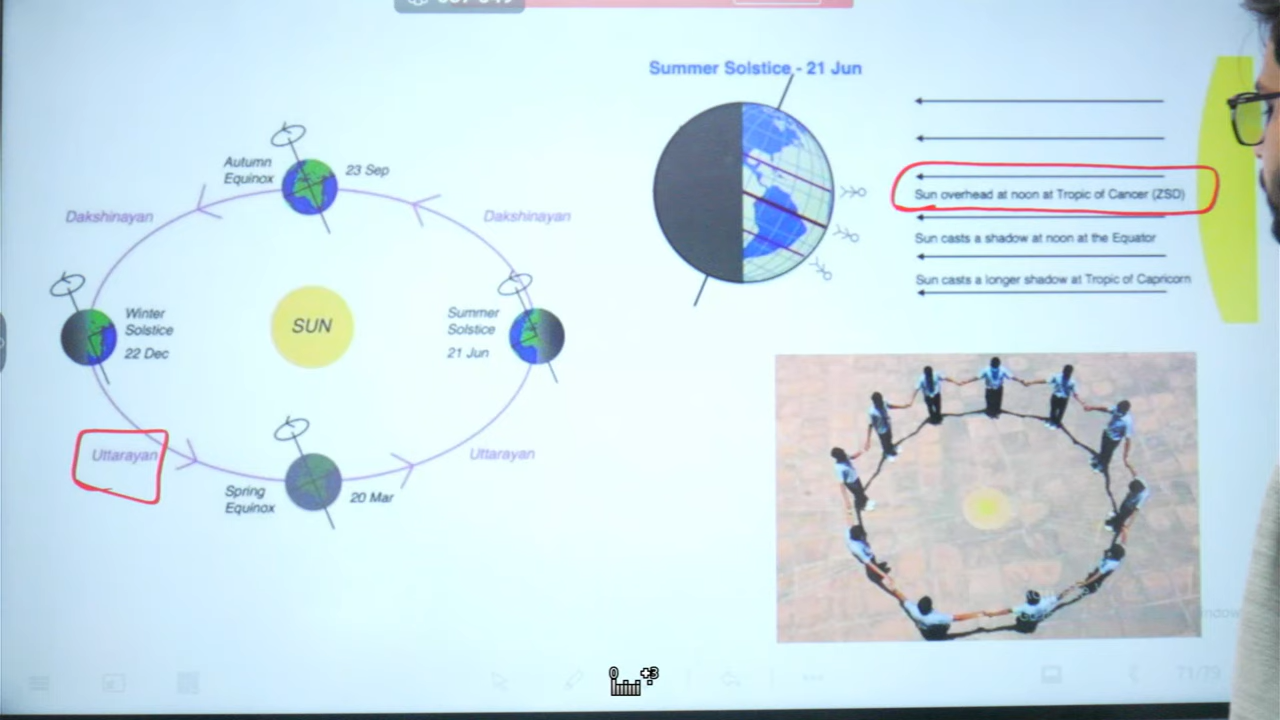 Summer Solstice - 21 Jun
Autumn
Equinox
23 Sep
Dakshinayan
Dakshinayan
Sun overhead at noon at Tropic of Cancer (ZSD)
Sun casts a shadow at noon at the Equator
Sun casts a longer shadow at Tropic of Capricorn
Winter
Solstice
22 Dec
SUN
Summer
Solstice
21 Jun
Uttarayan
Uttarayan
Spring
Equinox
20 Mar
71/79